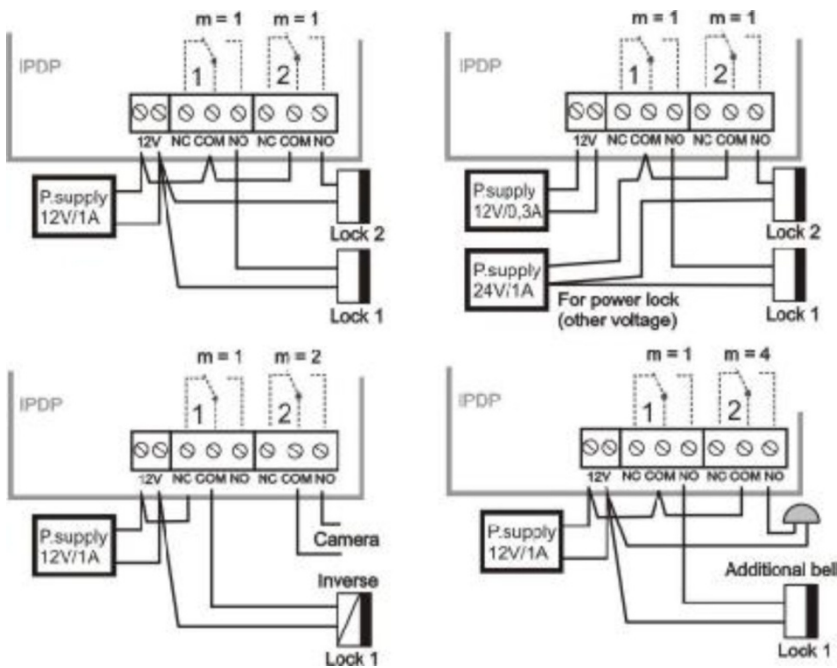 m = 1 m = 1
IPDP
1 2
12V NC COM NO NC COM NO
P.supply
12V/1A
Lock 2
Lock 1
m = 1 m = 1
IPDP
1 2
12V NC COM NO NC COM NO
P.supply
12V/0,3A
Lock 2
P.supply
24V/1A
For power lock
(other voltage)
Lock 1
m = 1 m = 2
IPDP
1 2
12V NC COM NO NC COM NO
P.supply
12V/1A
Camera
Inverse
Lock 1
m = 1 m = 4
IPDP
1 2
12V NC COM NO NC COM NO
P.supply
12V/1A
Additional bell
Lock 1